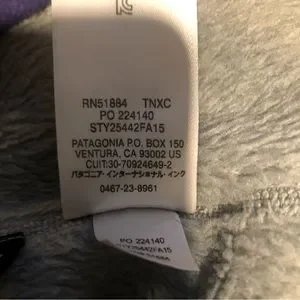 RN51884 TNXC
PO 224140
STY25442FA15
PATAGONIA P.O. BOX 150
VENTURA, CA 93002 US
CUIT:30-70924649-2
パタゴニア・インターナショナル・インク
0467-23-8961
PO 224140
STY25442FA15
RN51884